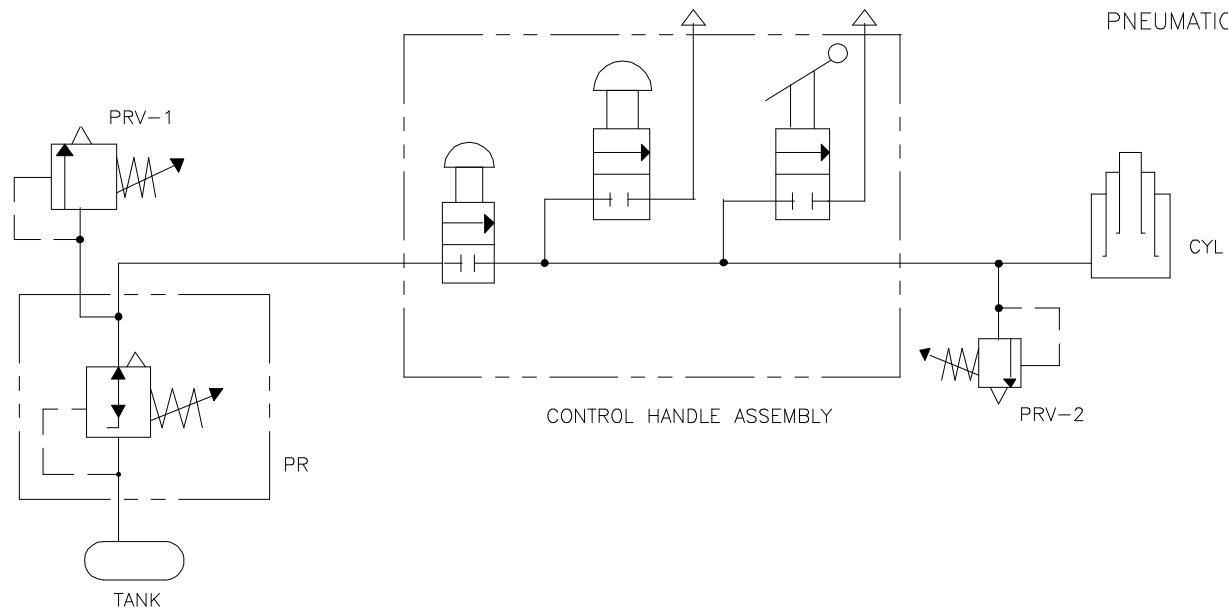 PNEUMATIC
PRV-1
CYL
CONTROL HANDLE ASSEMBLY
PRV-2
PR
TANK